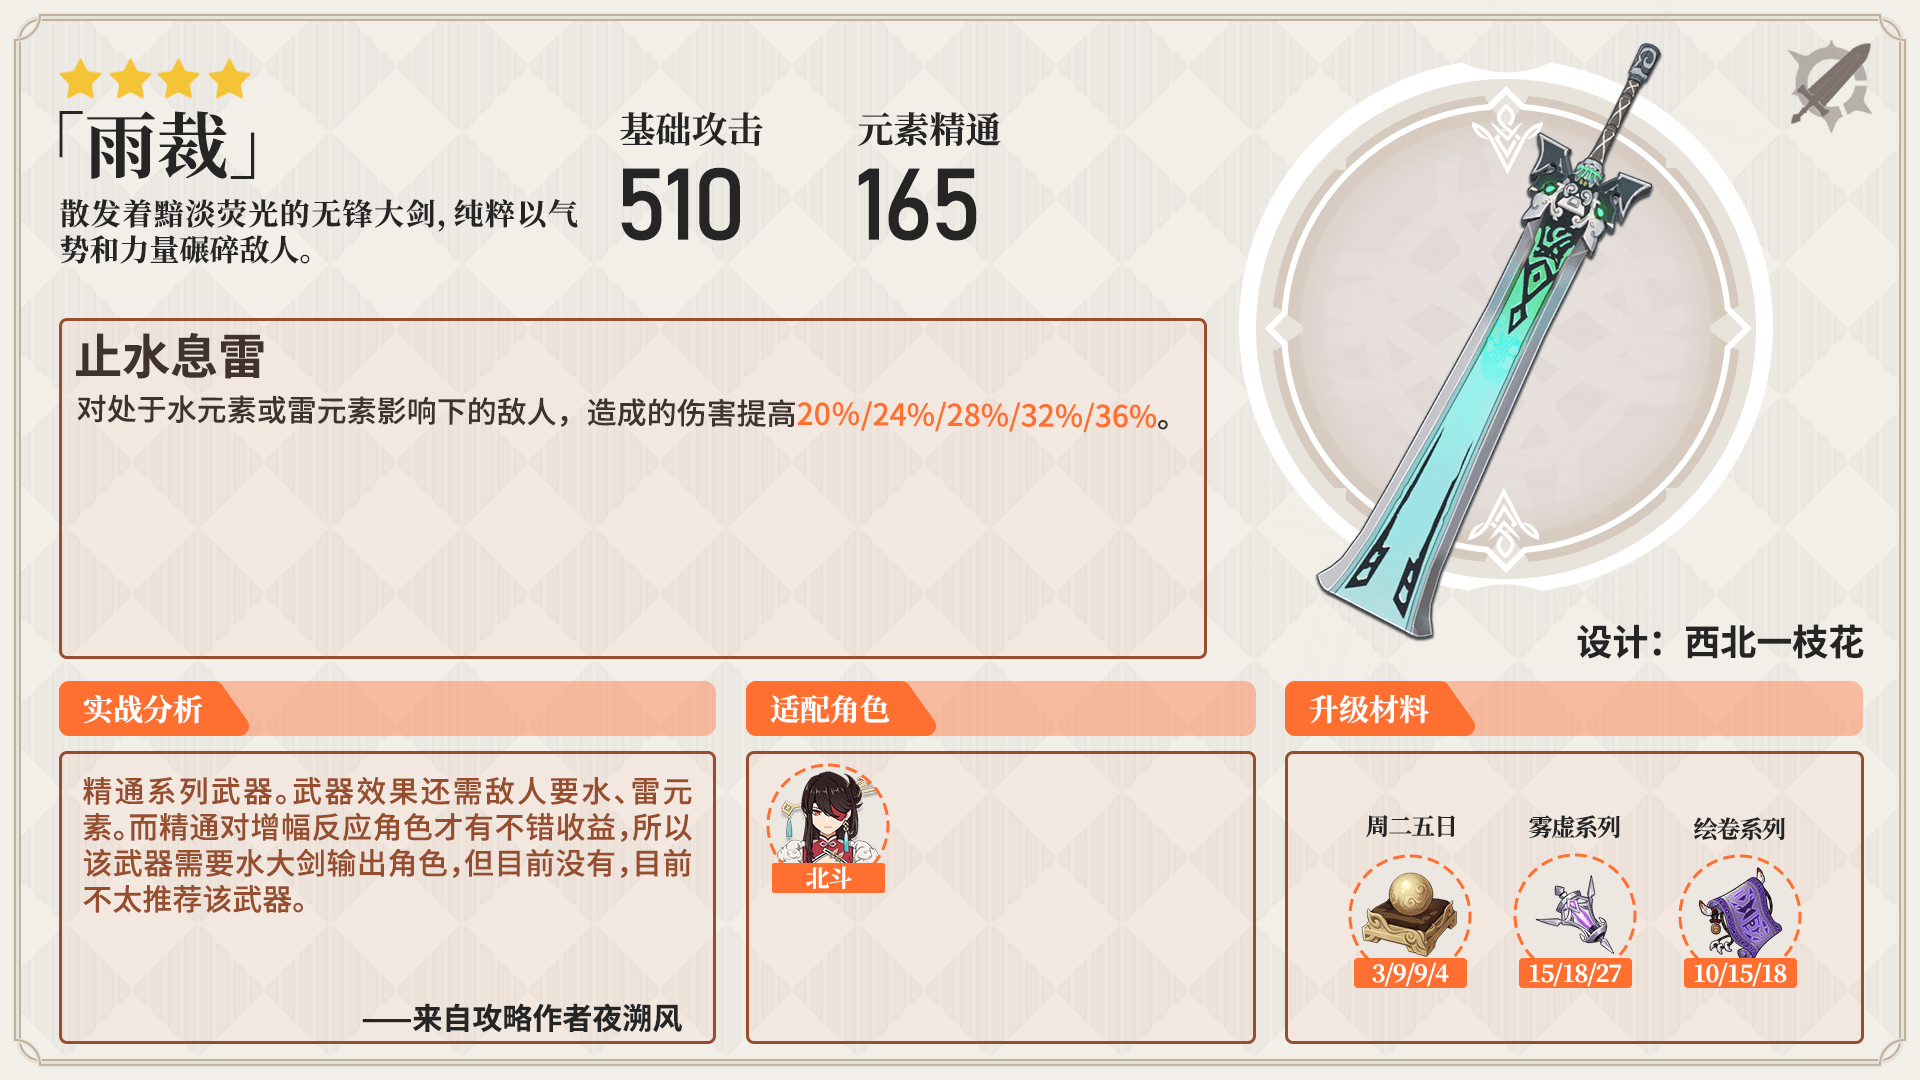 「雨裁」
散发着黯淡荧光的无锋大剑，纯粹以气
势和力量碾碎敌人。
基础攻击
510
元素精通
165
止水息雷
对处于水元素或雷元素影响下的敌人，造成的伤害提高20%/24%/28%/32%/36%。
设计：西北一枝花
实战分析
精通系列武器。武器效果还需敌人要水、雷元
素。而精通对增幅反应角色才有不错收益，所以
该武器需要水大剑输出角色，但目前没有，目前
不太推荐该武器。
——来自攻略作者夜溯风
适配角色
北斗
升级材料
周二五日
3/9/9/4
雾虚系列
15/18/27
绘卷系列
10/15/18